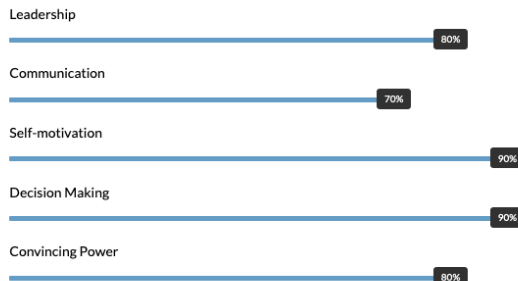 Leadership
80%
Communication
70%
Self-motivation
90%
Decision Making
90%
Convincing Power
80%